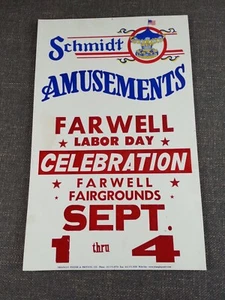 Schmidt
AMUSEMENTS
FARWELL
LABOR DAY
CELEBRATION
FARWELL
FAIRGROUNDS
SEPT.
1 thru 4